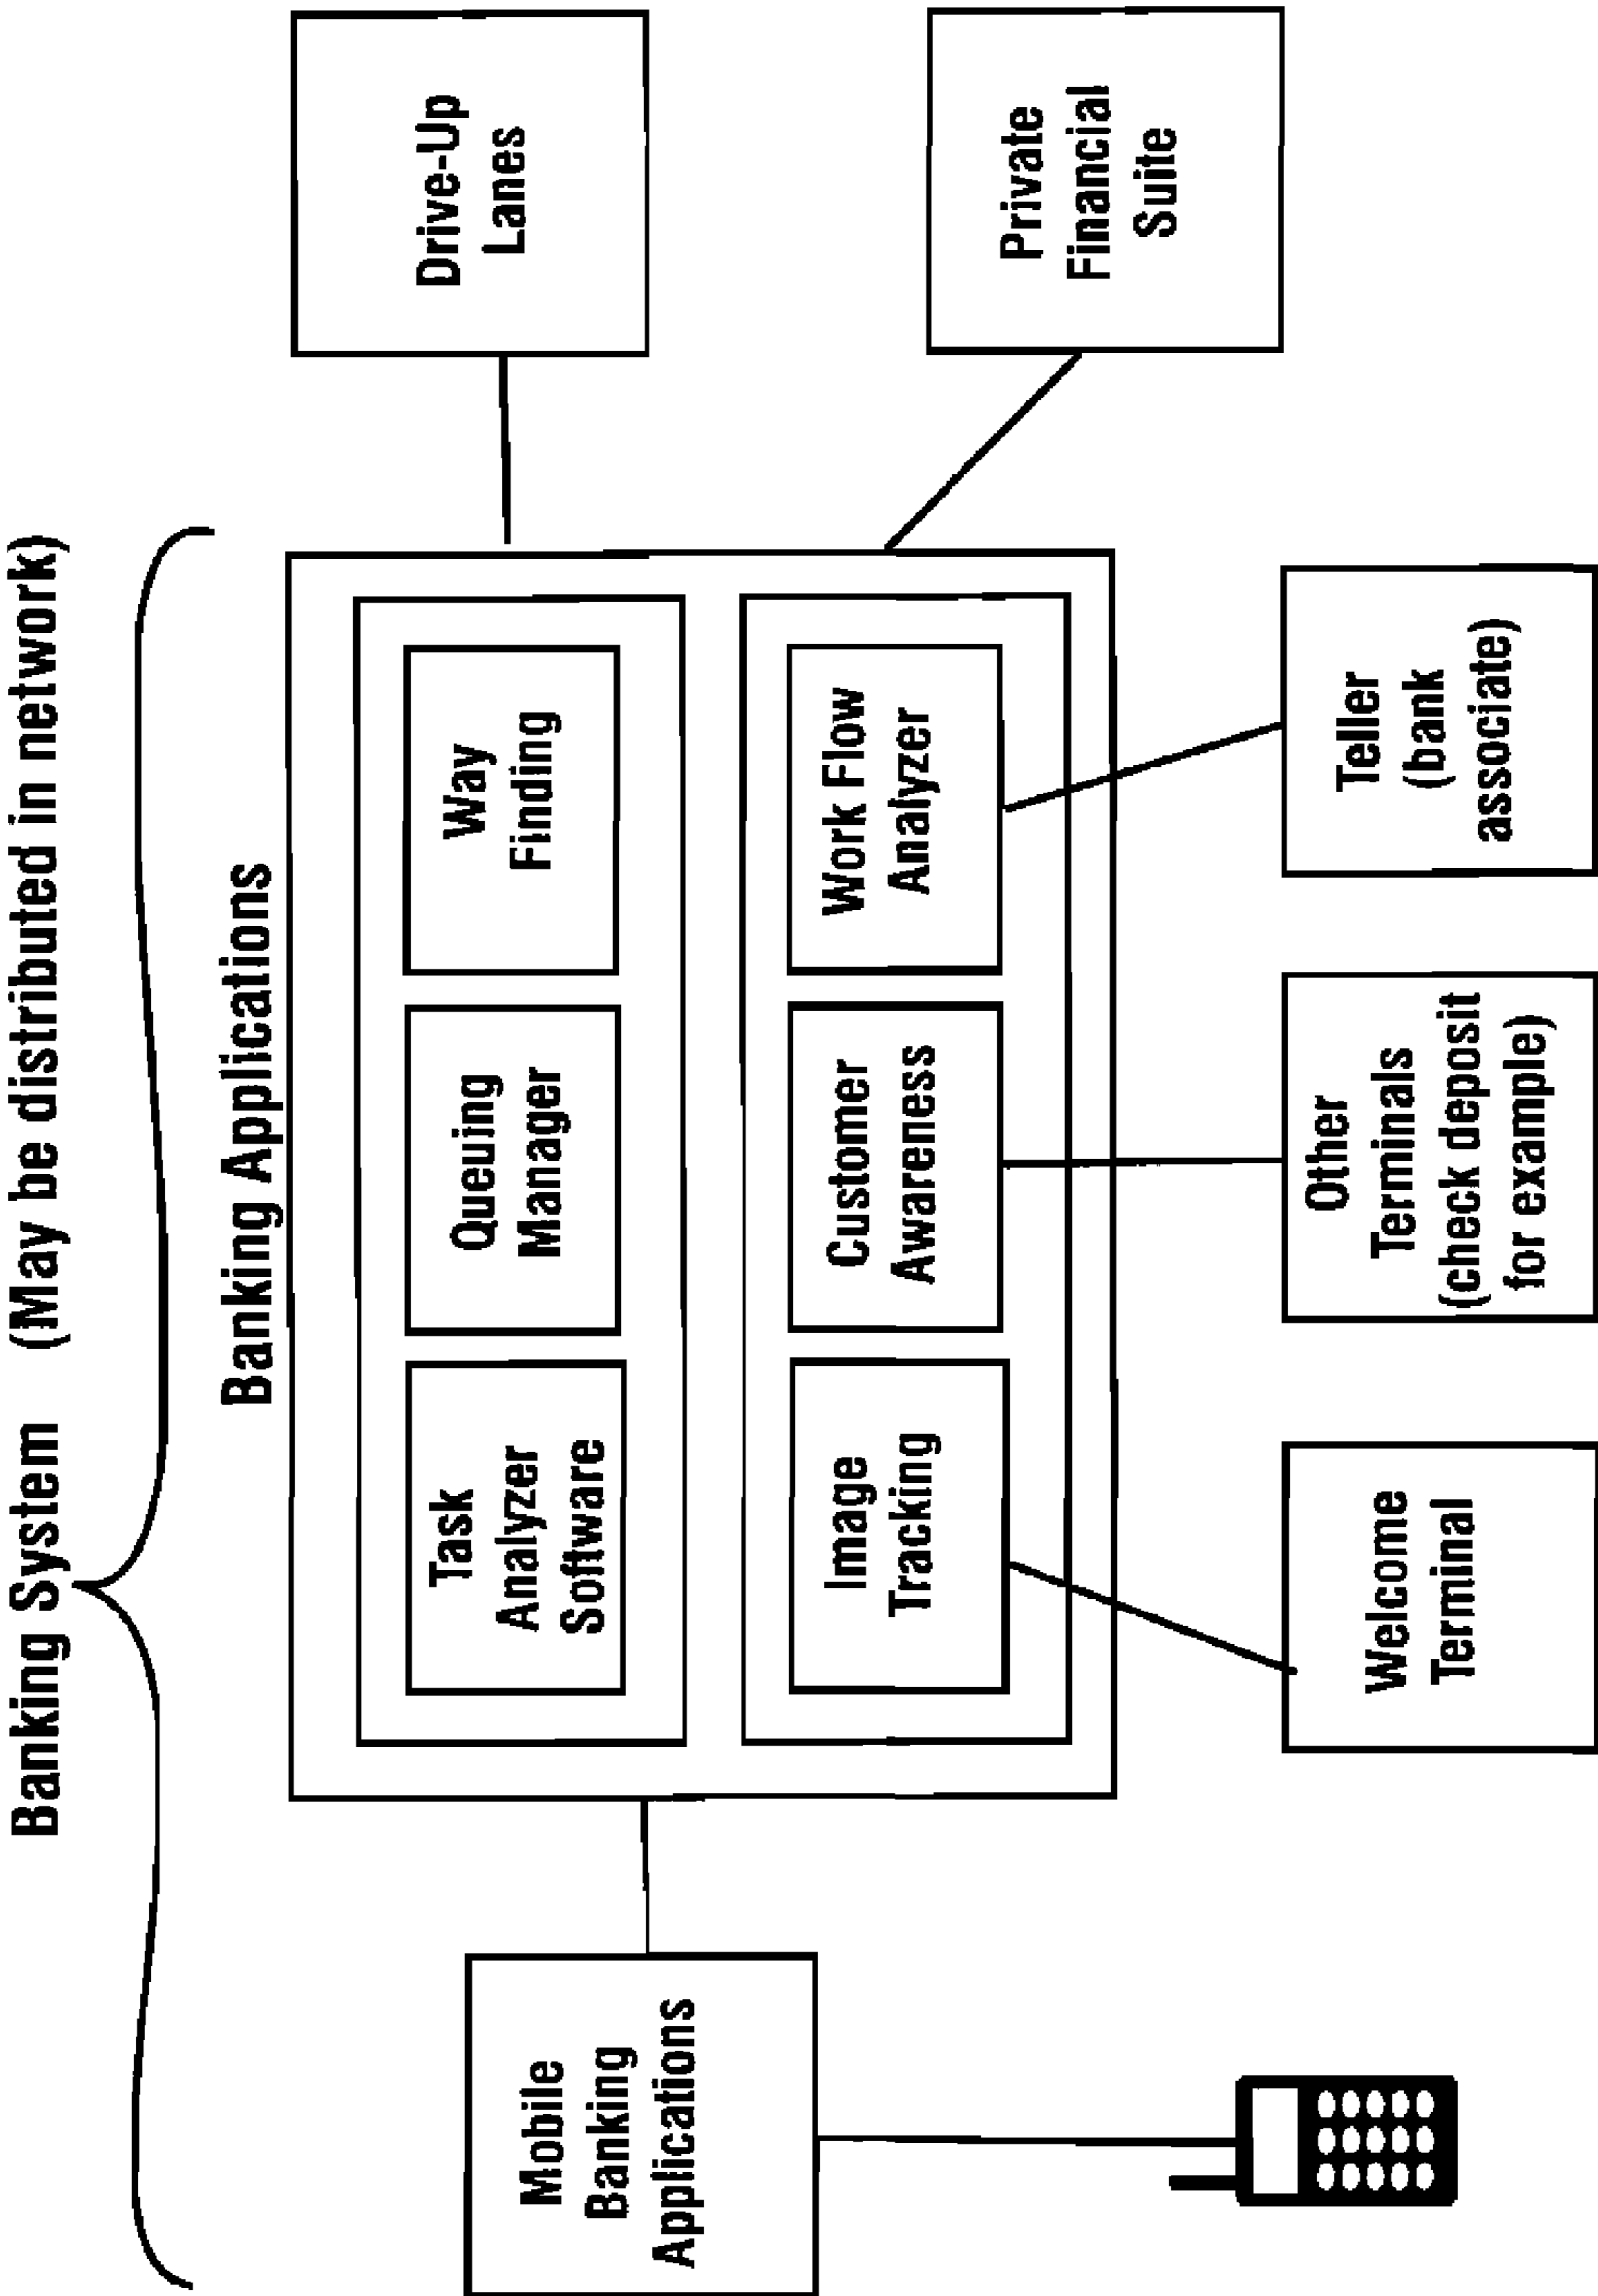 Banking System (May be distributed in network)
Banking Applications
Mobile
Banking
Applications
Task
Analyzer
Software
Queuing
Manager
Way
Finding
Image
Tracking
Customer
Awareness
Work Flow
Analyzer
Drive-Up
Lanes
Private
Financial
Suite
Welcome
Terminal
Other
Terminals
(check deposit
for example)
Teller
(bank
associate)